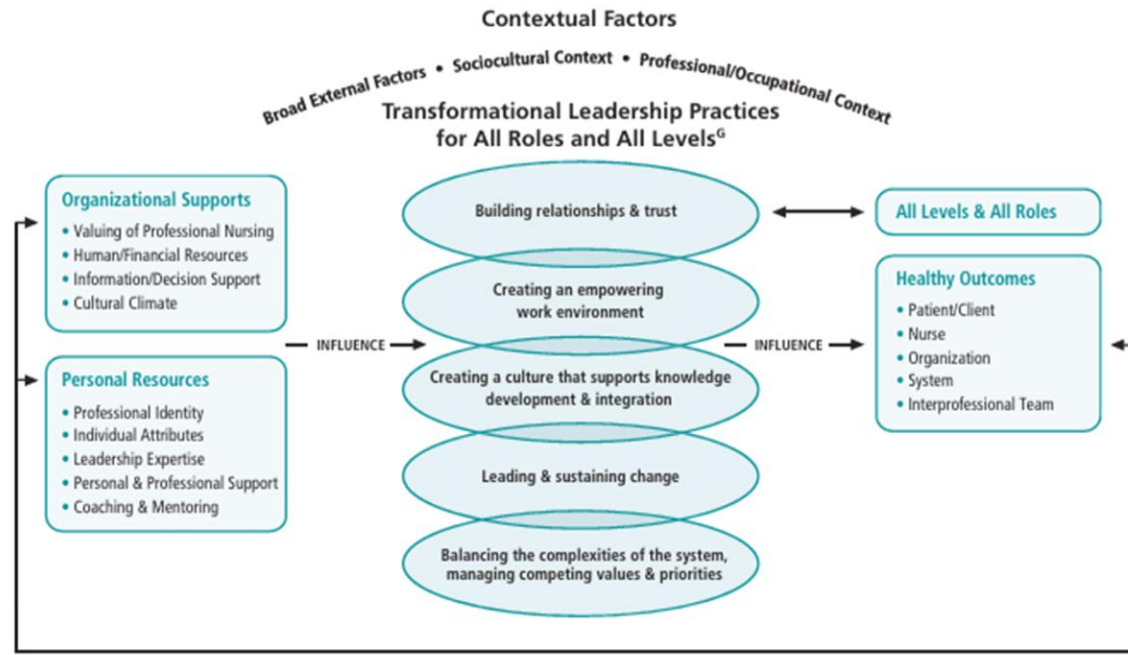 Contextual Factors
Broad External Factors • Sociocultural Context • Professional/Occupational Context
Transformational Leadership Practices
for All Roles and All Levelsᴳ
Organizational Supports
• Valuing of Professional Nursing
• Human/Financial Resources
• Information/Decision Support
• Cultural Climate
Personal Resources
• Professional Identity
• Individual Attributes
• Leadership Expertise
• Personal & Professional Support
• Coaching & Mentoring
INFLUENCE
Building relationships & trust
Creating an empowering
work environment
Creating a culture that supports knowledge
development & integration
Leading & sustaining change
Balancing the complexities of the system,
managing competing values & priorities
INFLUENCE
All Levels & All Roles
Healthy Outcomes
• Patient/Client
• Nurse
• Organization
• System
• Interprofessional Team